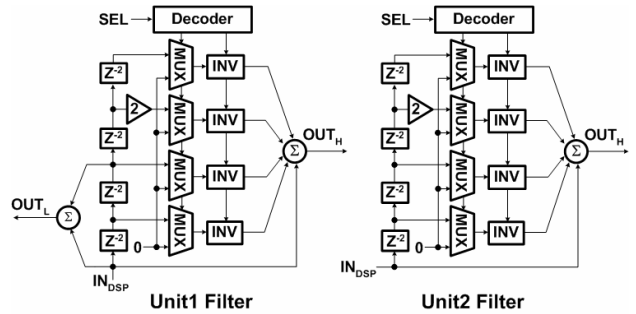 SEL
Decoder
Z-2
MUX
INV
2
Z-2
MUX
INV
OUTH
Σ
Z-2
MUX
INV
OUTL
Σ
Z-2
MUX
INV
0
INDSP
Unit1 Filter
SEL
Decoder
Z-2
MUX
INV
2
Z-2
MUX
INV
OUTH
Σ
Z-2
MUX
INV
Z-2
MUX
INV
0
INDSP
Unit2 Filter